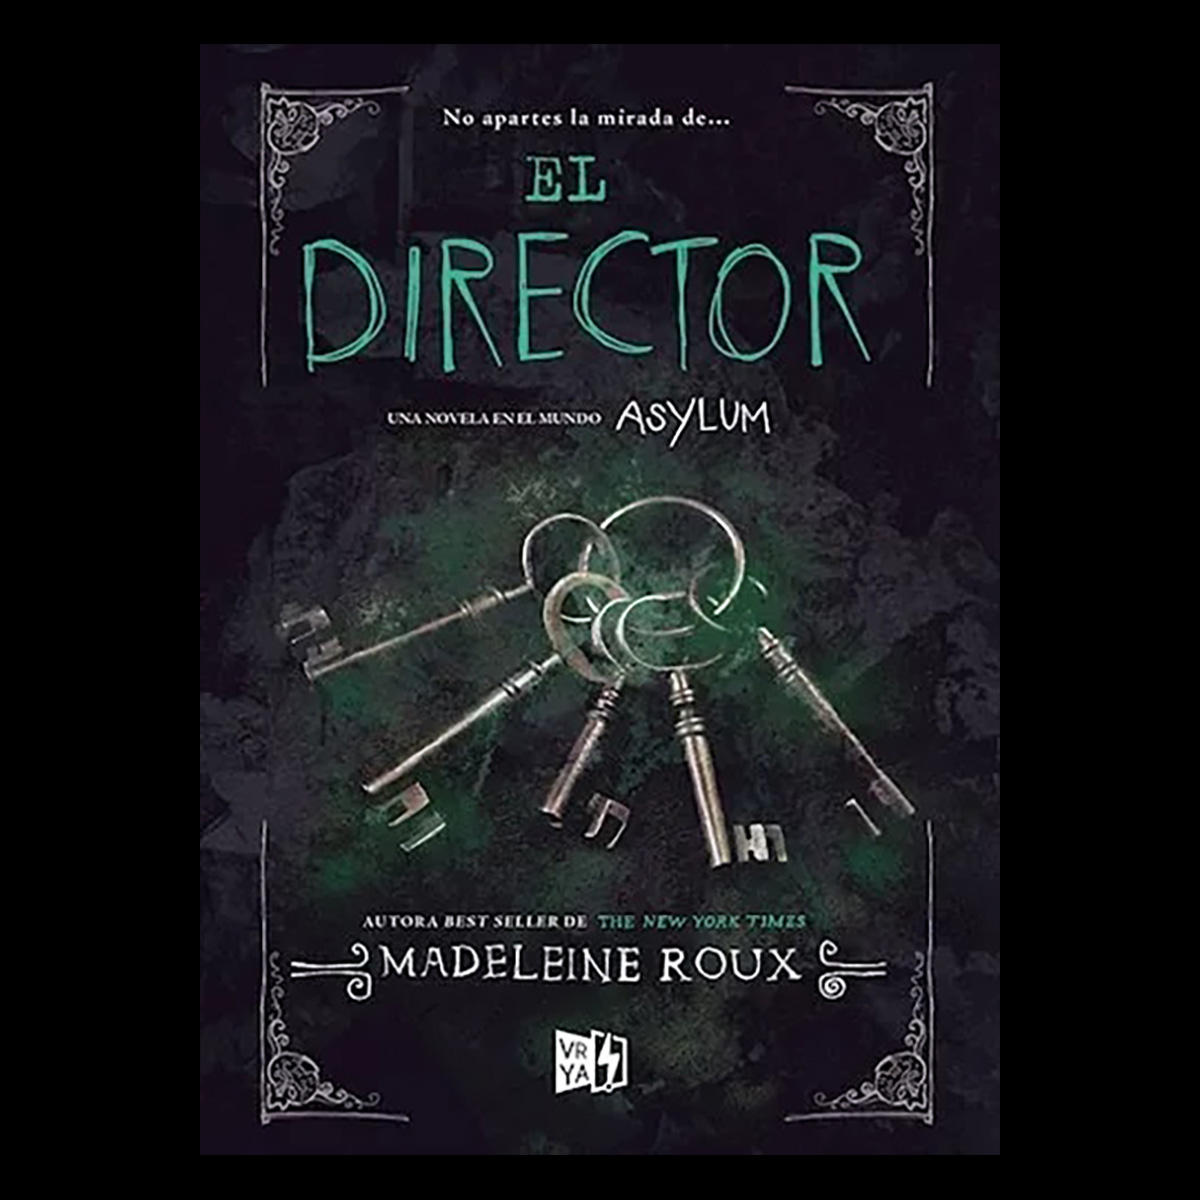 No apartes la mirada de...
EL
DIRECTOR
UNA NOVELA EN EL MUNDO ASYLUM
AUTORA BEST SELLER DE THE NEW YORK TIMES
MADELEINE ROUX
VR
YA